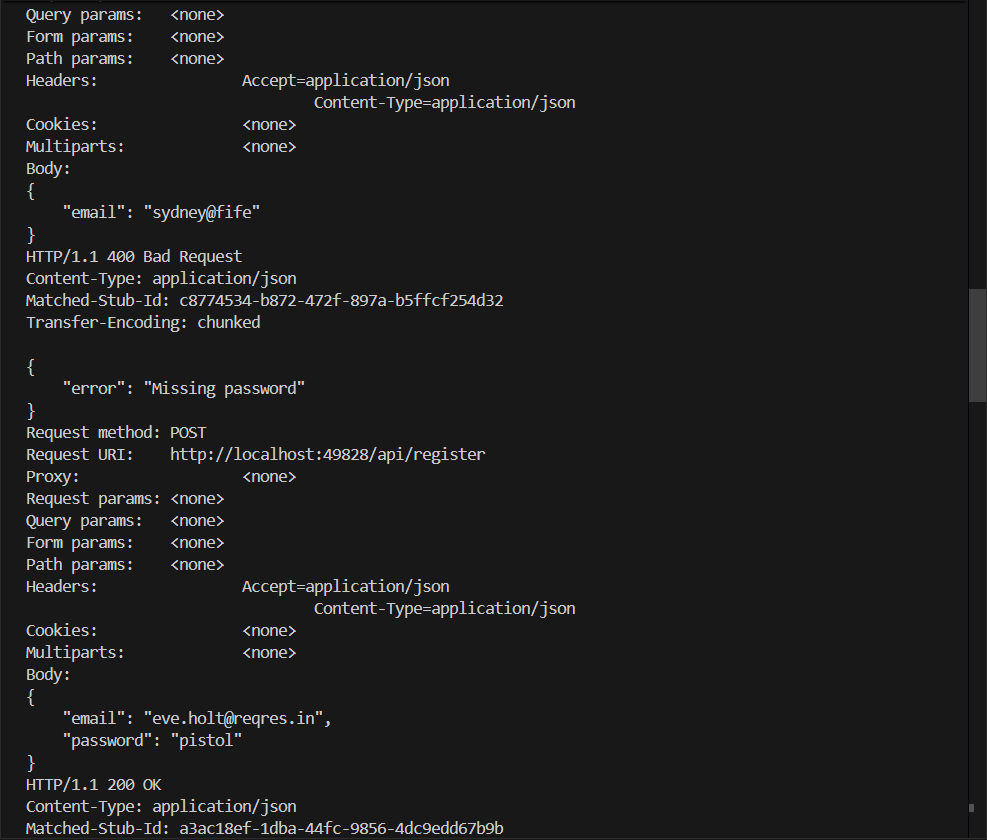 Query params:   <none>
Form params:    <none>
Path params:    <none>
Headers:                Accept=application/json
                                Content-Type=application/json
Cookies:                <none>
Multiparts:             <none>
Body:
{
    "email": "sydney@fife"
}
HTTP/1.1 400 Bad Request
Content-Type: application/json
Matched-Stub-Id: c8774534-b872-472f-897a-b5ffcf254d32
Transfer-Encoding: chunked

{
    "error": "Missing password"
}
Request method: POST
Request URI:    http://localhost:49828/api/register
Proxy:                  <none>
Request params: <none>
Query params:   <none>
Form params:    <none>
Path params:    <none>
Headers:                Accept=application/json
                                Content-Type=application/json
Cookies:                <none>
Multiparts:             <none>
Body:
{
    "email": "eve.holt@reqres.in",
    "password": "pistol"
}
HTTP/1.1 200 OK
Content-Type: application/json
Matched-Stub-Id: a3ac18ef-1dba-44fc-9856-4dc9edd67b9b